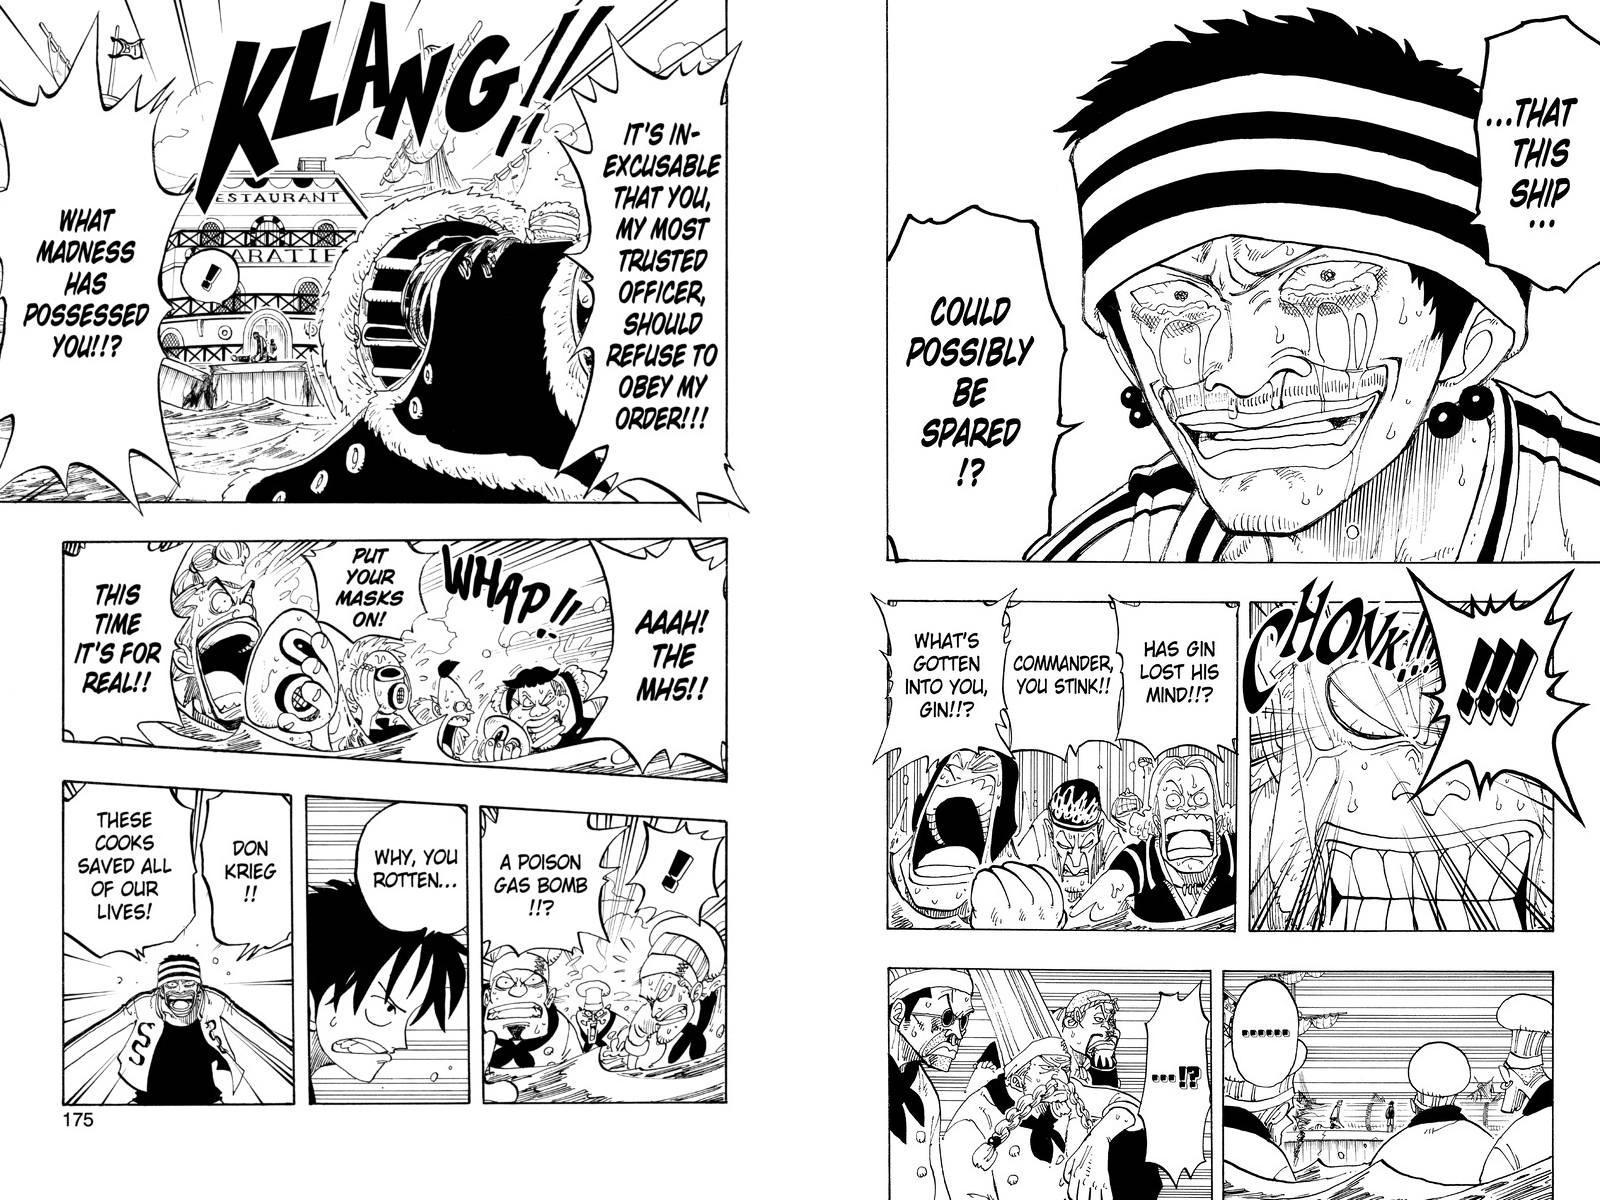 ...THAT
THIS
SHIP
...
COULD
POSSIBLY
BE
SPARED
!?
CHONK!!!
!!!
HAS GIN
LOST HIS
MIND!!?
COMMANDER,
YOU STINK!!
WHAT'S
GOTTEN
INTO YOU,
GIN!!?
......
...!?
KLANG!!
IT'S IN-
EXCUSABLE
THAT YOU,
MY MOST
TRUSTED
OFFICER,
SHOULD
REFUSE TO
OBEY MY
ORDER!!!
ESTAURANT
ARATIE
!
WHAT
MADNESS
HAS
POSSESSED
YOU!!?
AAAH!
THE
MH5!!
WHAP!!
PUT
YOUR
MASKS
ON!
THIS
TIME
IT'S FOR
REAL!!
!
A POISON
GAS BOMB
!!?
WHY, YOU
ROTTEN...
DON
KRIEG
!!
THESE
COOKS
SAVED ALL
OF OUR
LIVES!
175